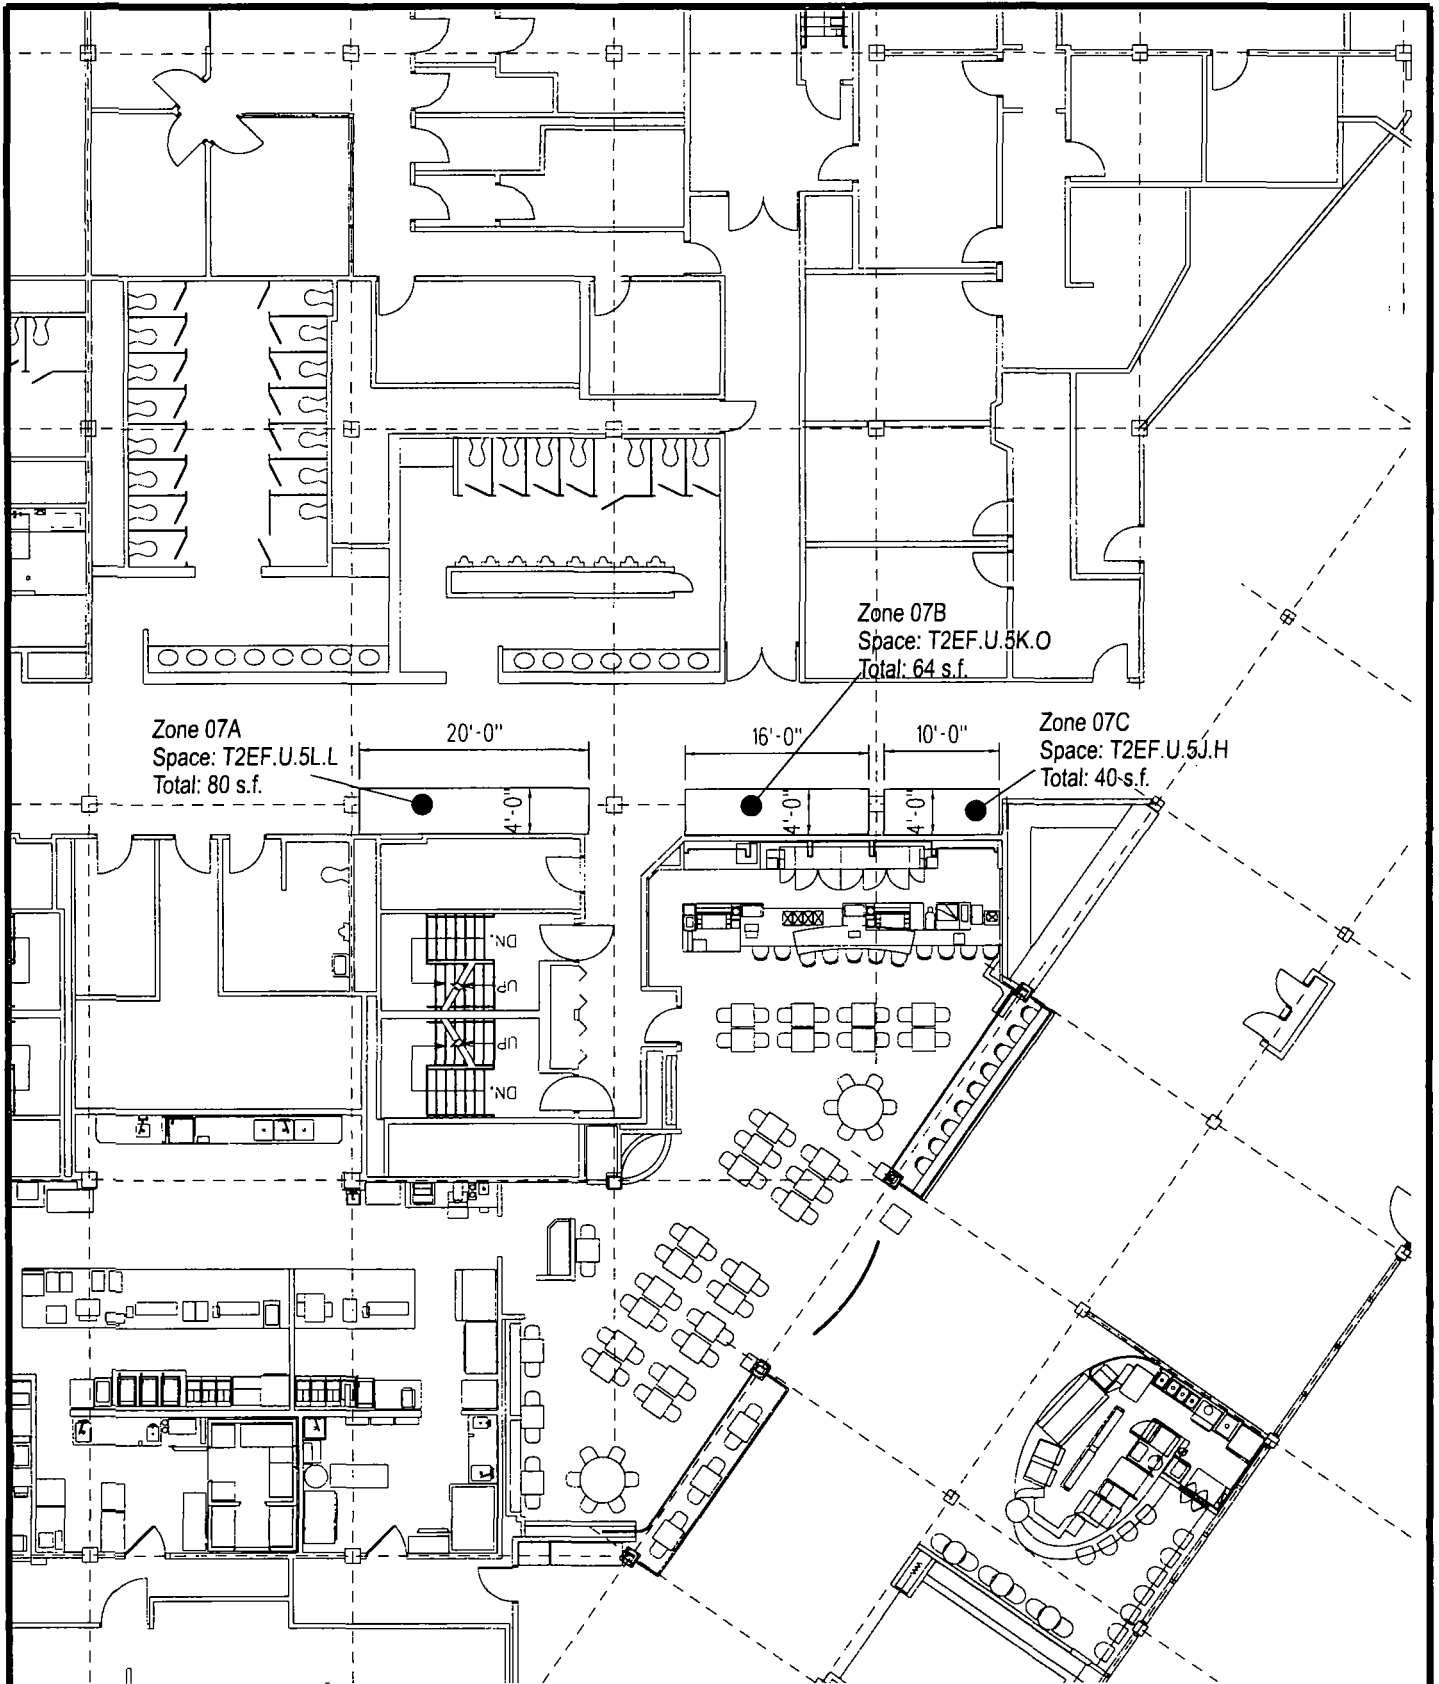 Zone 07B
Space: T2EF.U.5K.O
Total: 64 s.f.
Zone 07A
Space: T2EF.U.5L.L
Total: 80 s.f.
20'-0"
16'-0"
10'-0"
Zone 07C
Space: T2EF.U.5J.H
Total: 40 s.f.
4'-0"
4'-0"
4'-0"
DN.
UP
UP
DN.